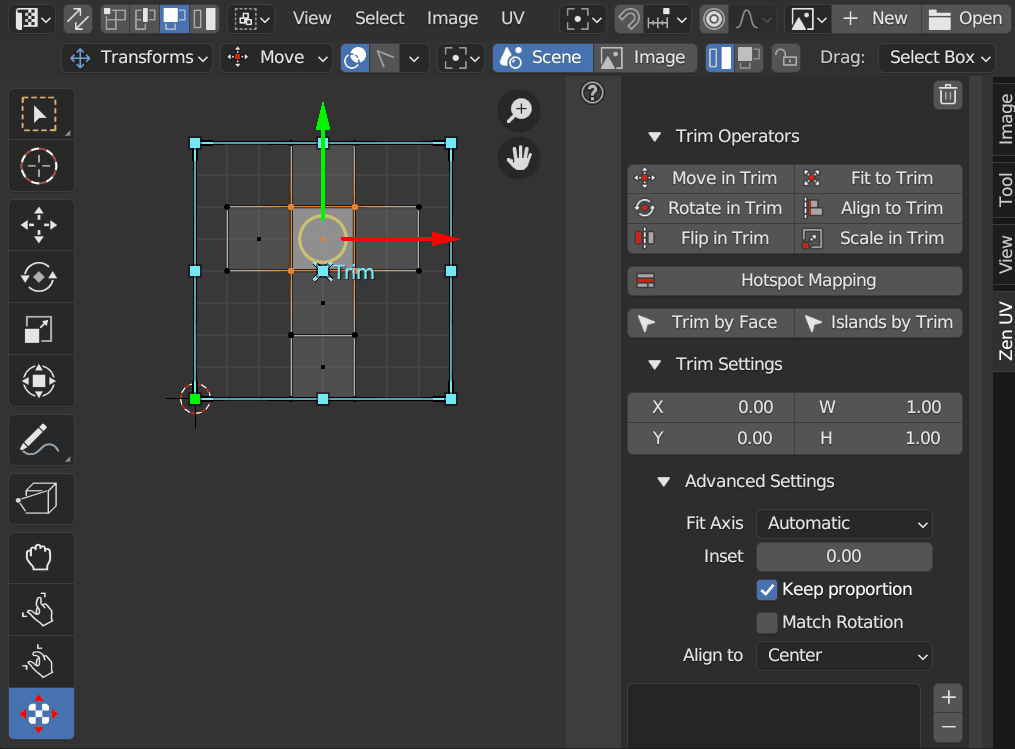 View Select Image UV New Open
Transforms Move Scene Image Drag: Select Box
Trim Operators
Move in Trim Fit to Trim
Rotate in Trim Align to Trim
Flip in Trim Scale in Trim
Hotspot Mapping
Trim by Face Islands by Trim
Trim Settings
X 0.00 W 1.00
Y 0.00 H 1.00
Advanced Settings
Fit Axis Automatic
Inset 0.00
Keep proportion
Match Rotation
Align to Center
Trim
Image
Tool
View
Zen UV